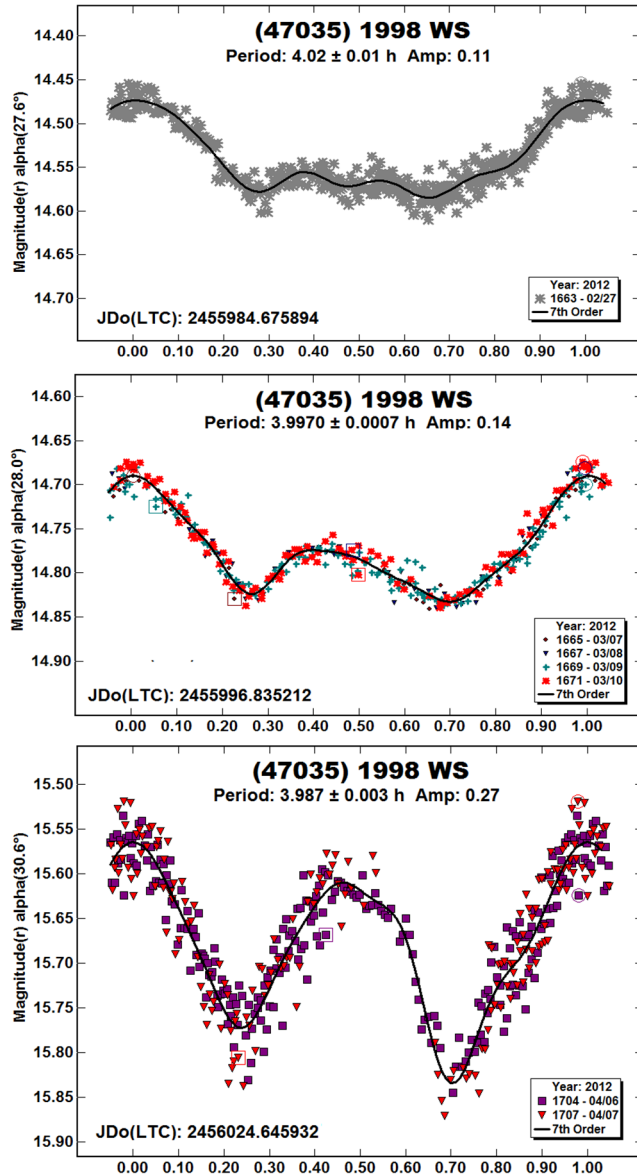 (47035) 1998 WS
Period: 4.02 ± 0.01 h Amp: 0.11
Magnitude(r) alpha(27.6°)
14.40
14.45
14.50
14.55
14.60
14.65
14.70
Year: 2012
1663 - 02/27
7th Order
JDo(LTC): 2455984.675894
0.00 0.10 0.20 0.30 0.40 0.50 0.60 0.70 0.80 0.90 1.00
(47035) 1998 WS
Period: 3.9970 ± 0.0007 h Amp: 0.14
Magnitude(r) alpha(28.0°)
14.60
14.65
14.70
14.75
14.80
14.85
14.90
Year: 2012
1665 - 03/07
1667 - 03/08
1669 - 03/09
1671 - 03/10
7th Order
JDo(LTC): 2455996.835212
0.00 0.10 0.20 0.30 0.40 0.50 0.60 0.70 0.80 0.90 1.00
(47035) 1998 WS
Period: 3.987 ± 0.003 h Amp: 0.27
Magnitude(r) alpha(30.6°)
15.50
15.55
15.60
15.65
15.70
15.75
15.80
15.85
15.90
Year: 2012
1704 - 04/06
1707 - 04/07
7th Order
JDo(LTC): 2456024.645932
0.00 0.10 0.20 0.30 0.40 0.50 0.60 0.70 0.80 0.90 1.00